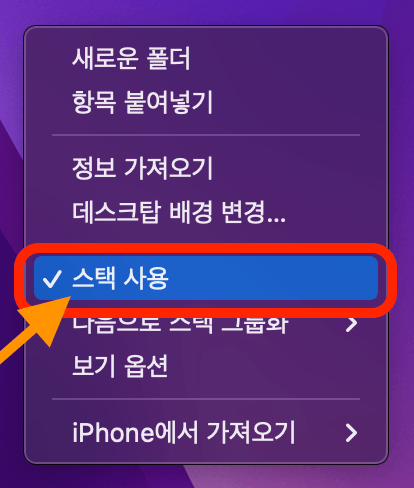 새로운 폴더
항목 붙여넣기
정보 가져오기
데스크탑 배경 변경...
스택 사용
다음으로 스택 그룹화
보기 옵션
iPhone에서 가져오기